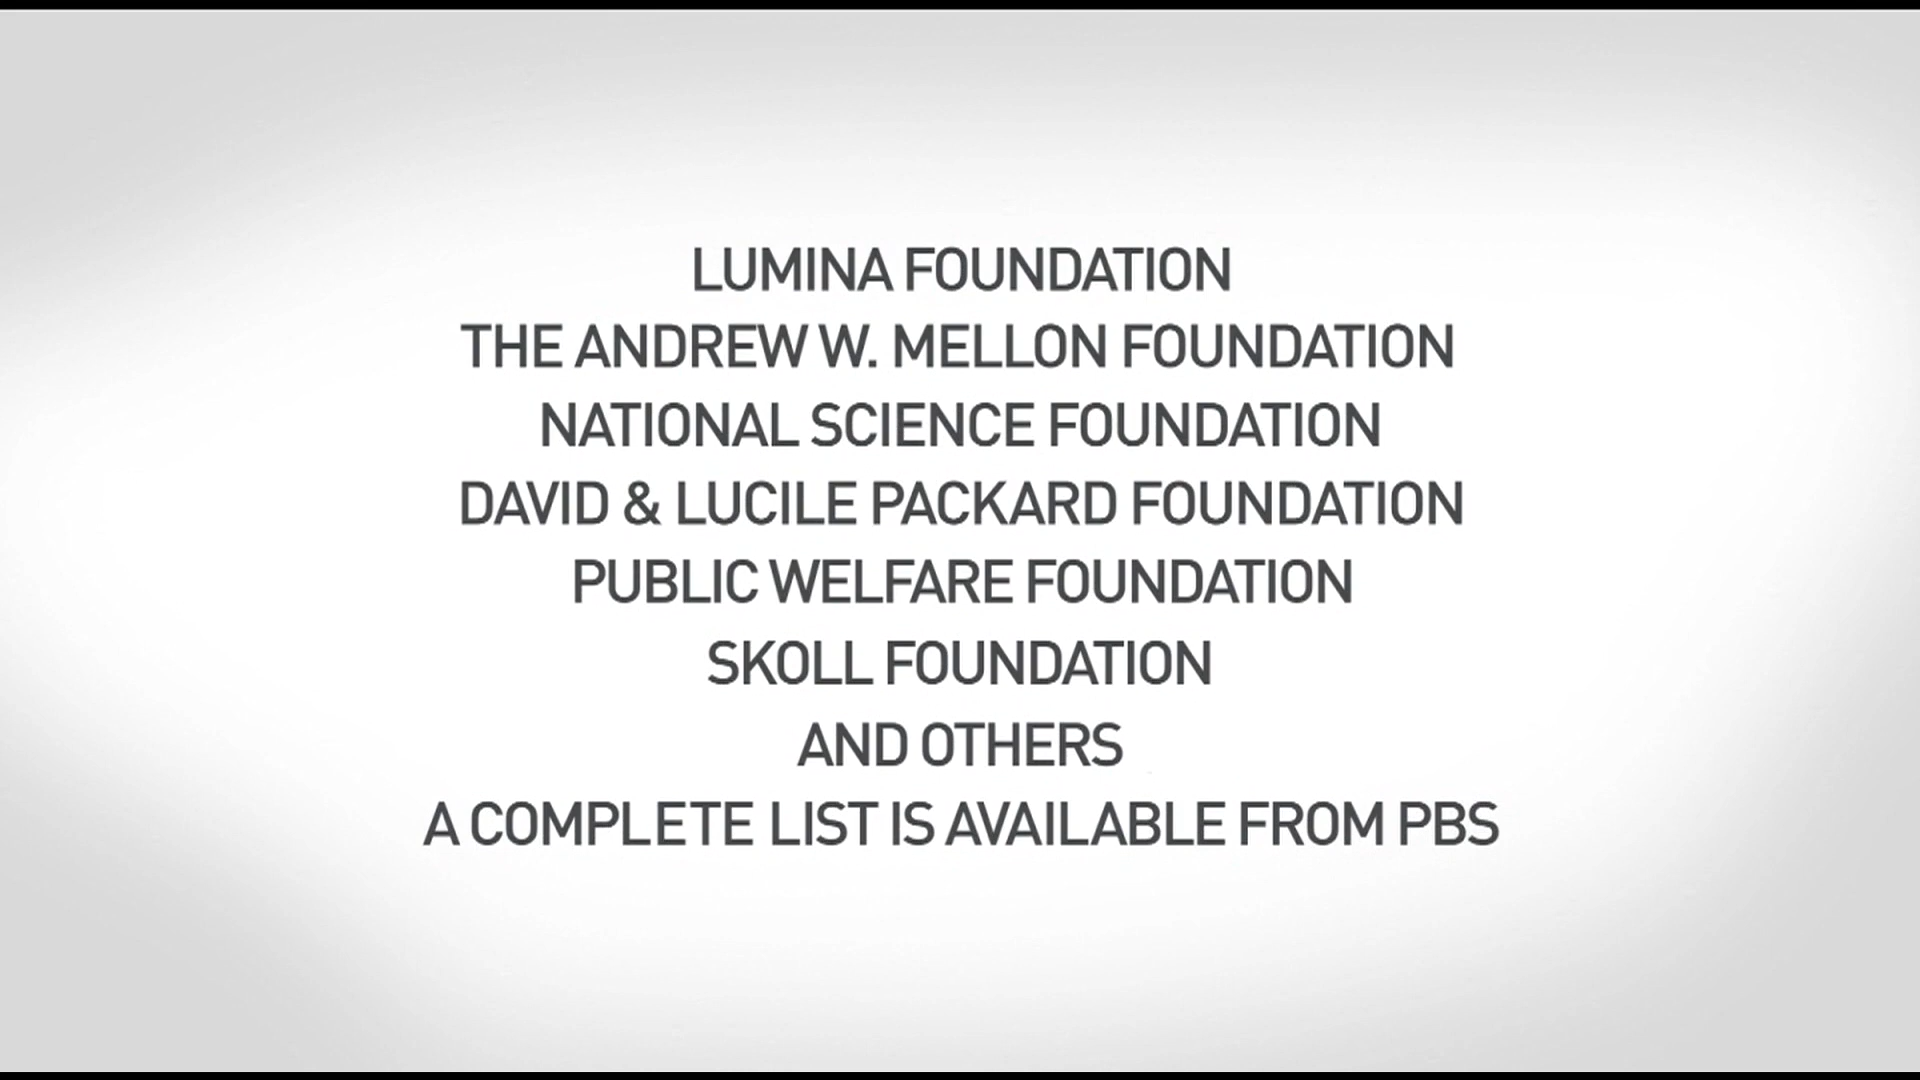 LUMINA FOUNDATION
THE ANDREW W. MELLON FOUNDATION
NATIONAL SCIENCE FOUNDATION
DAVID & LUCILE PACKARD FOUNDATION
PUBLIC WELFARE FOUNDATION
SKOLL FOUNDATION
AND OTHERS
A COMPLETE LIST IS AVAILABLE FROM PBS